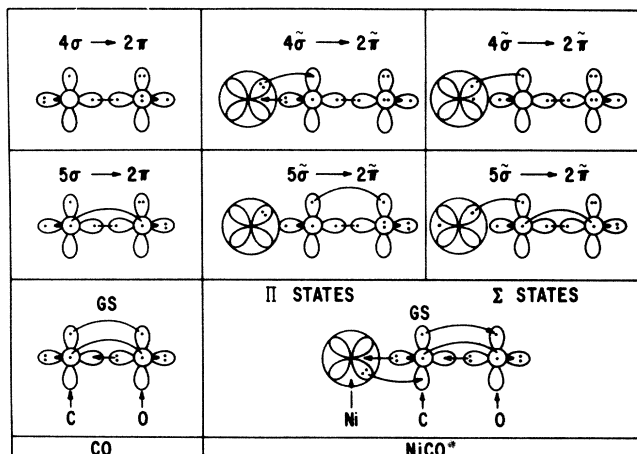 4σ → 2π
4σ̃ → 2π̃
4σ̃ → 2π̃
5σ → 2π
5σ̃ → 2π̃
5σ̃ → 2π̃
GS
Π STATES
Σ STATES
GS
C
O
Ni
C
O
CO
NiCO*